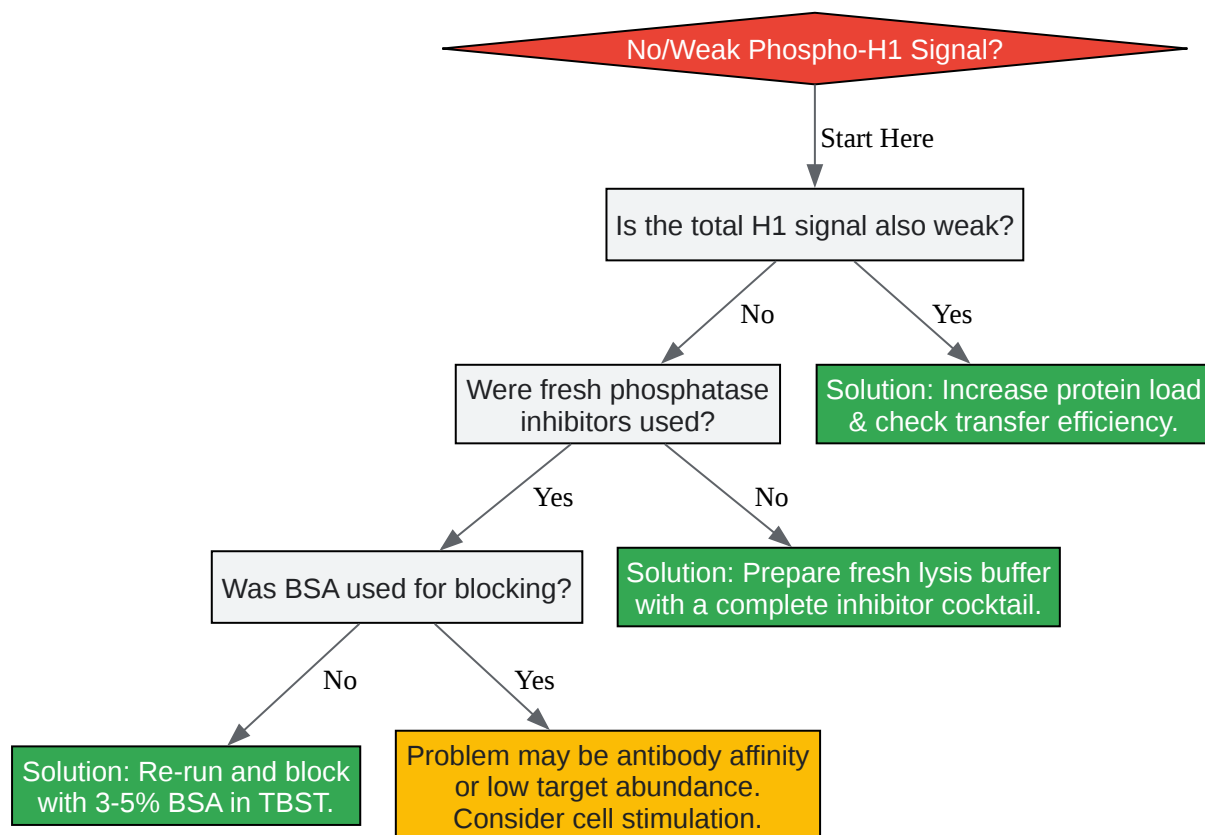 No/Weak Phospho-H1 Signal?
Start Here
Is the total H1 signal also weak?
No
Yes
Were fresh phosphatase
inhibitors used?
Solution: Increase protein load
& check transfer efficiency.
Yes
No
Was BSA used for blocking?
Solution: Prepare fresh lysis buffer
with a complete inhibitor cocktail.
No
Yes
Solution: Re-run and block
with 3-5% BSA in TBST.
Problem may be antibody affinity
or low target abundance.
Consider cell stimulation.